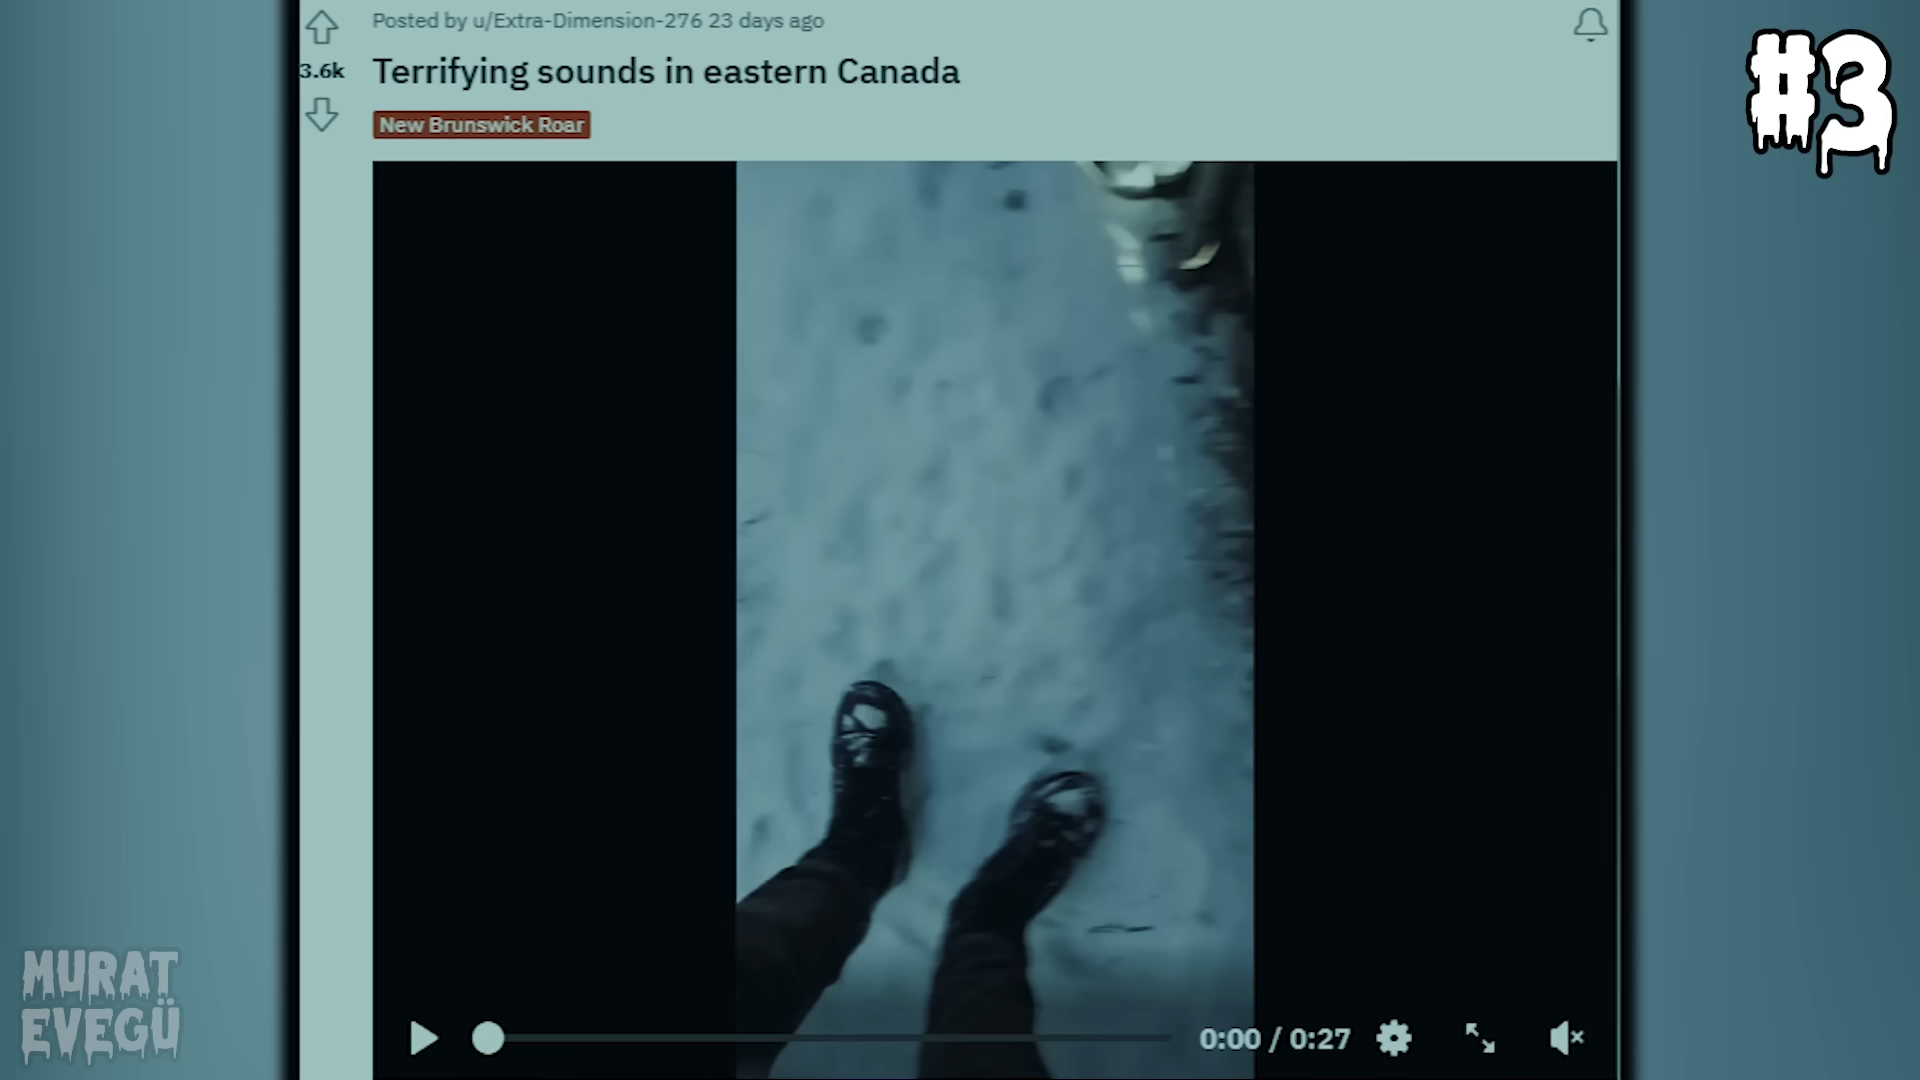 Posted by u/Extra-Dimension-276 23 days ago
3.6k
Terrifying sounds in eastern Canada
New Brunswick Roar
#3
0:00 / 0:27
MURAT
EVEGÜ